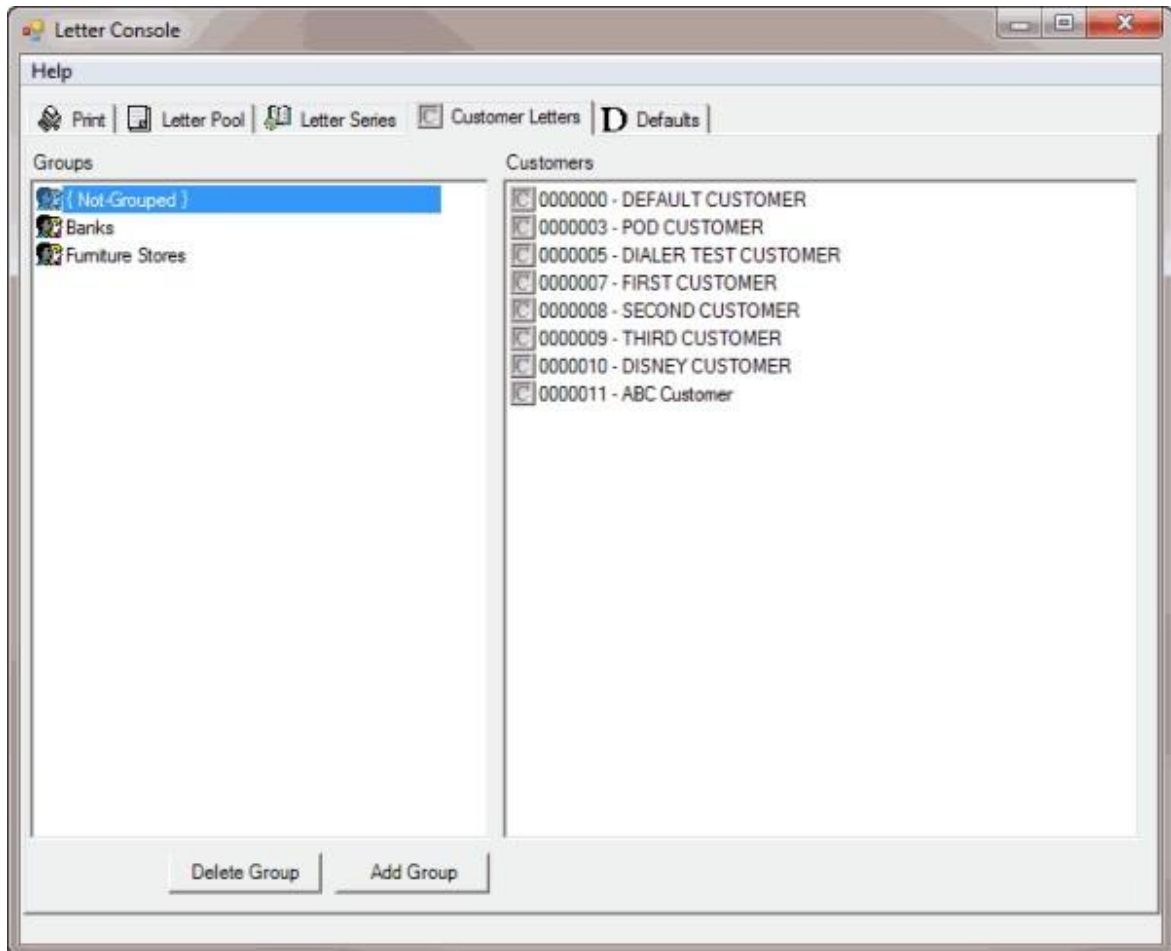 Letter Console
Help
Print Letter Pool Letter Series C Customer Letters D Defaults
Groups
Customers
{ Not-Grouped }
Banks
Furniture Stores
C 0000000 - DEFAULT CUSTOMER
C 0000003 - POD CUSTOMER
C 0000005 - DIALER TEST CUSTOMER
C 0000007 - FIRST CUSTOMER
C 0000008 - SECOND CUSTOMER
C 0000009 - THIRD CUSTOMER
C 0000010 - DISNEY CUSTOMER
C 0000011 - ABC Customer
Delete Group Add Group